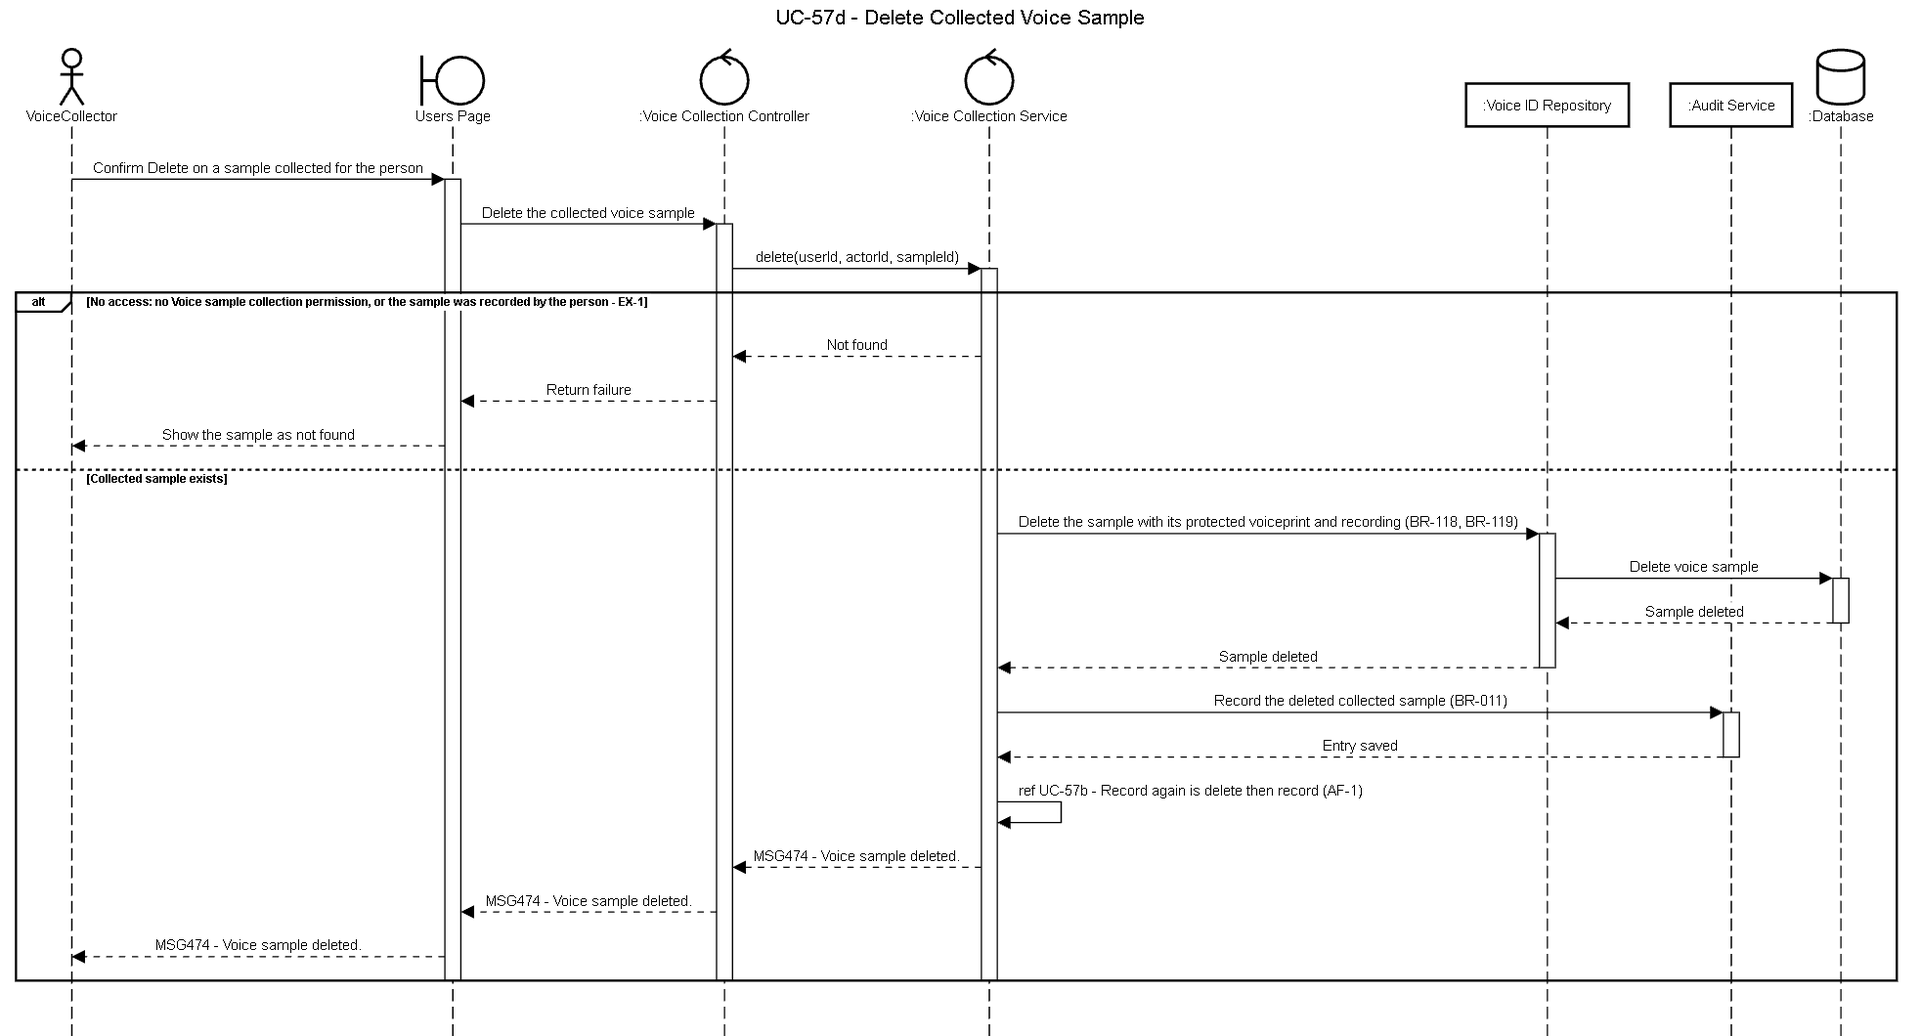 UC-57d - Delete Collected Voice Sample
VoiceCollector
Users Page
:Voice Collection Controller
:Voice Collection Service
:Voice ID Repository
:Audit Service
:Database
Confirm Delete on a sample collected for the person
Delete the collected voice sample
delete(userId, actorId, sampleId)
alt
[No access: no Voice sample collection permission, or the sample was recorded by the person - EX-1]
Not found
Return failure
Show the sample as not found
[Collected sample exists]
Delete the sample with its protected voiceprint and recording (BR-118, BR-119)
Delete voice sample
Sample deleted
Sample deleted
Record the deleted collected sample (BR-011)
Entry saved
ref UC-57b - Record again is delete then record (AF-1)
MSG474 - Voice sample deleted.
MSG474 - Voice sample deleted.
MSG474 - Voice sample deleted.